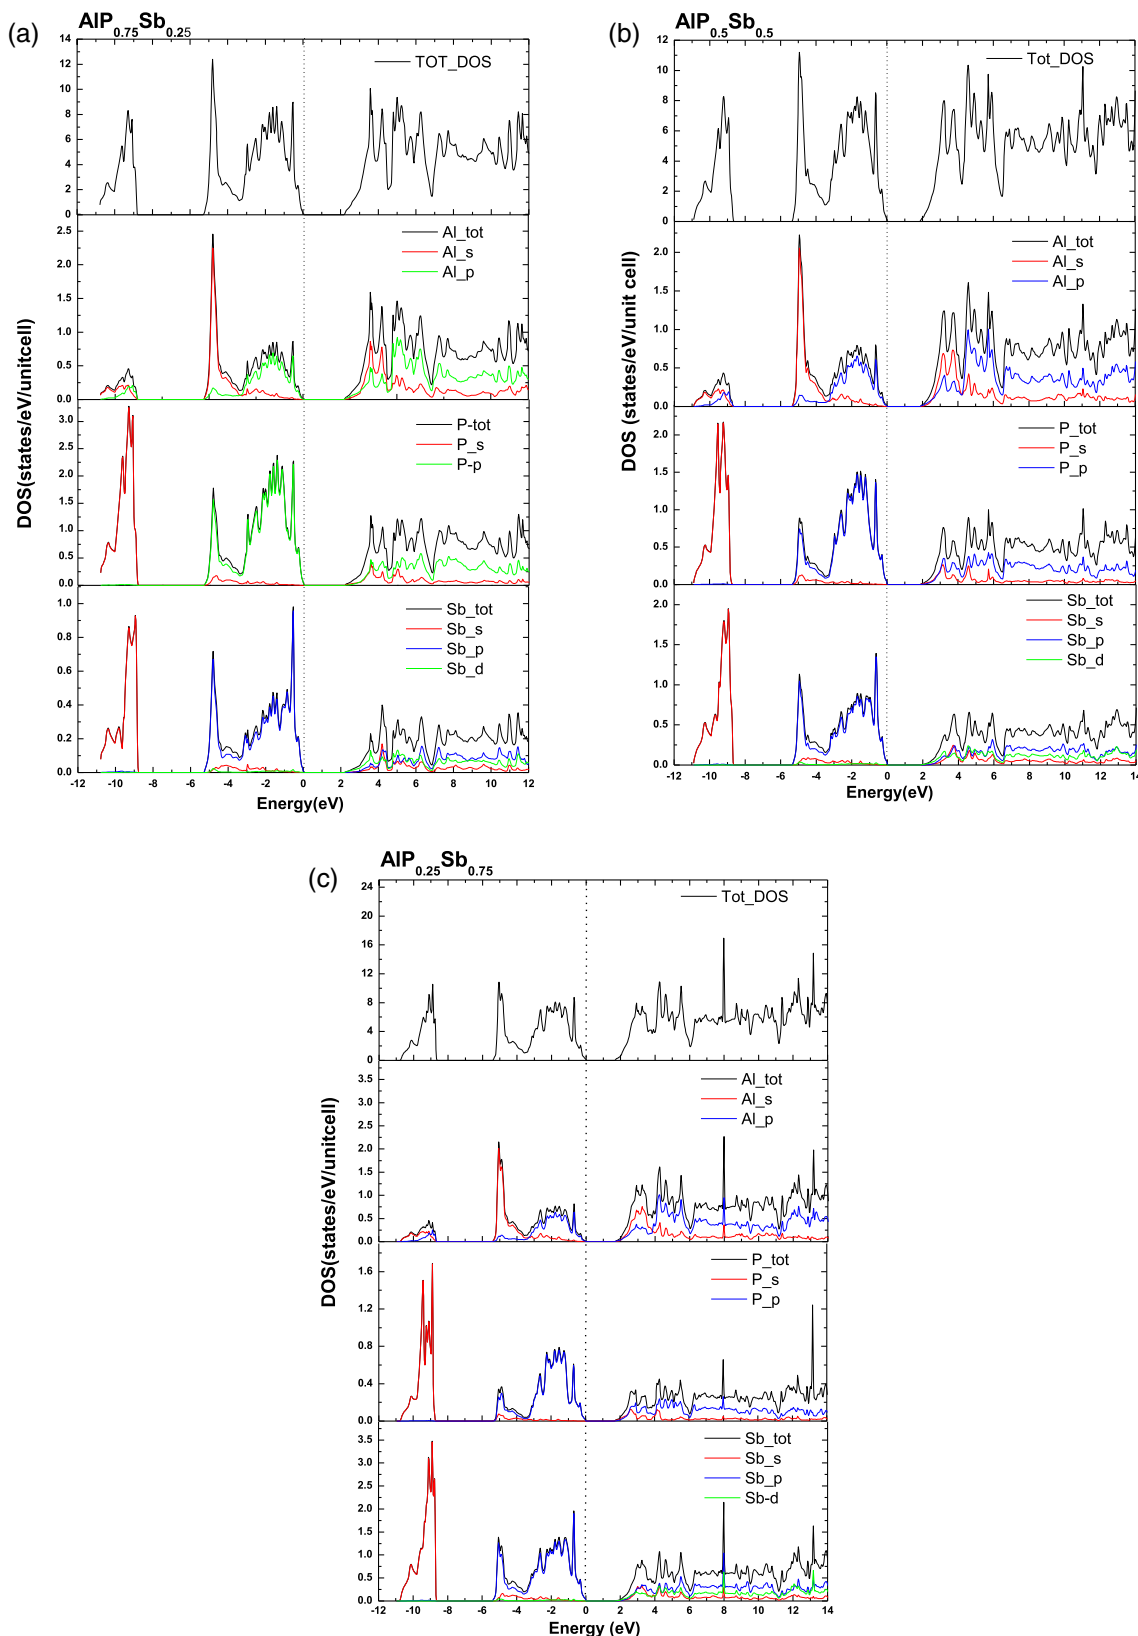 (a)
AlP0.75Sb0.25
TOT_DOS
14
12
10
8
6
4
2
0
Al_tot
Al_s
Al_p
2.5
2.0
1.5
1.0
0.5
0.0
P-tot
P_s
P-p
3.0
2.5
2.0
1.5
1.0
0.5
0.0
Sb_tot
Sb_s
Sb_p
Sb_d
1.0
0.8
0.6
0.4
0.2
0.0
-12 -10 -8 -6 -4 -2 0 2 4 6 8 10 12
Energy(eV)
DOS(states/eV/unitcell)
(b)
AlP0.5Sb0.5
Tot_DOS
12
10
8
6
4
2
0
Al_tot
Al_s
Al_p
2.0
1.5
1.0
0.5
0.0
P_tot
P_s
P_p
2.0
1.5
1.0
0.5
0.0
Sb_tot
Sb_s
Sb_p
Sb_d
2.0
1.5
1.0
0.5
0.0
-12 -10 -8 -6 -4 -2 0 2 4 6 8 10 12 14
Energy(eV)
DOS (states/eV/unit cell)
(c)
AlP0.25Sb0.75
Tot_DOS
24
20
16
12
8
4
0
Al_tot
Al_s
Al_p
3.5
3.0
2.5
2.0
1.5
1.0
0.5
0.0
P_tot
P_s
P_p
1.6
1.2
0.8
0.4
0.0
Sb_tot
Sb_s
Sb_p
Sb-d
3.5
3.0
2.5
2.0
1.5
1.0
0.5
0.0
-12 -10 -8 -6 -4 -2 0 2 4 6 8 10 12 14
Energy (eV)
DOS(states/eV/unitcell)